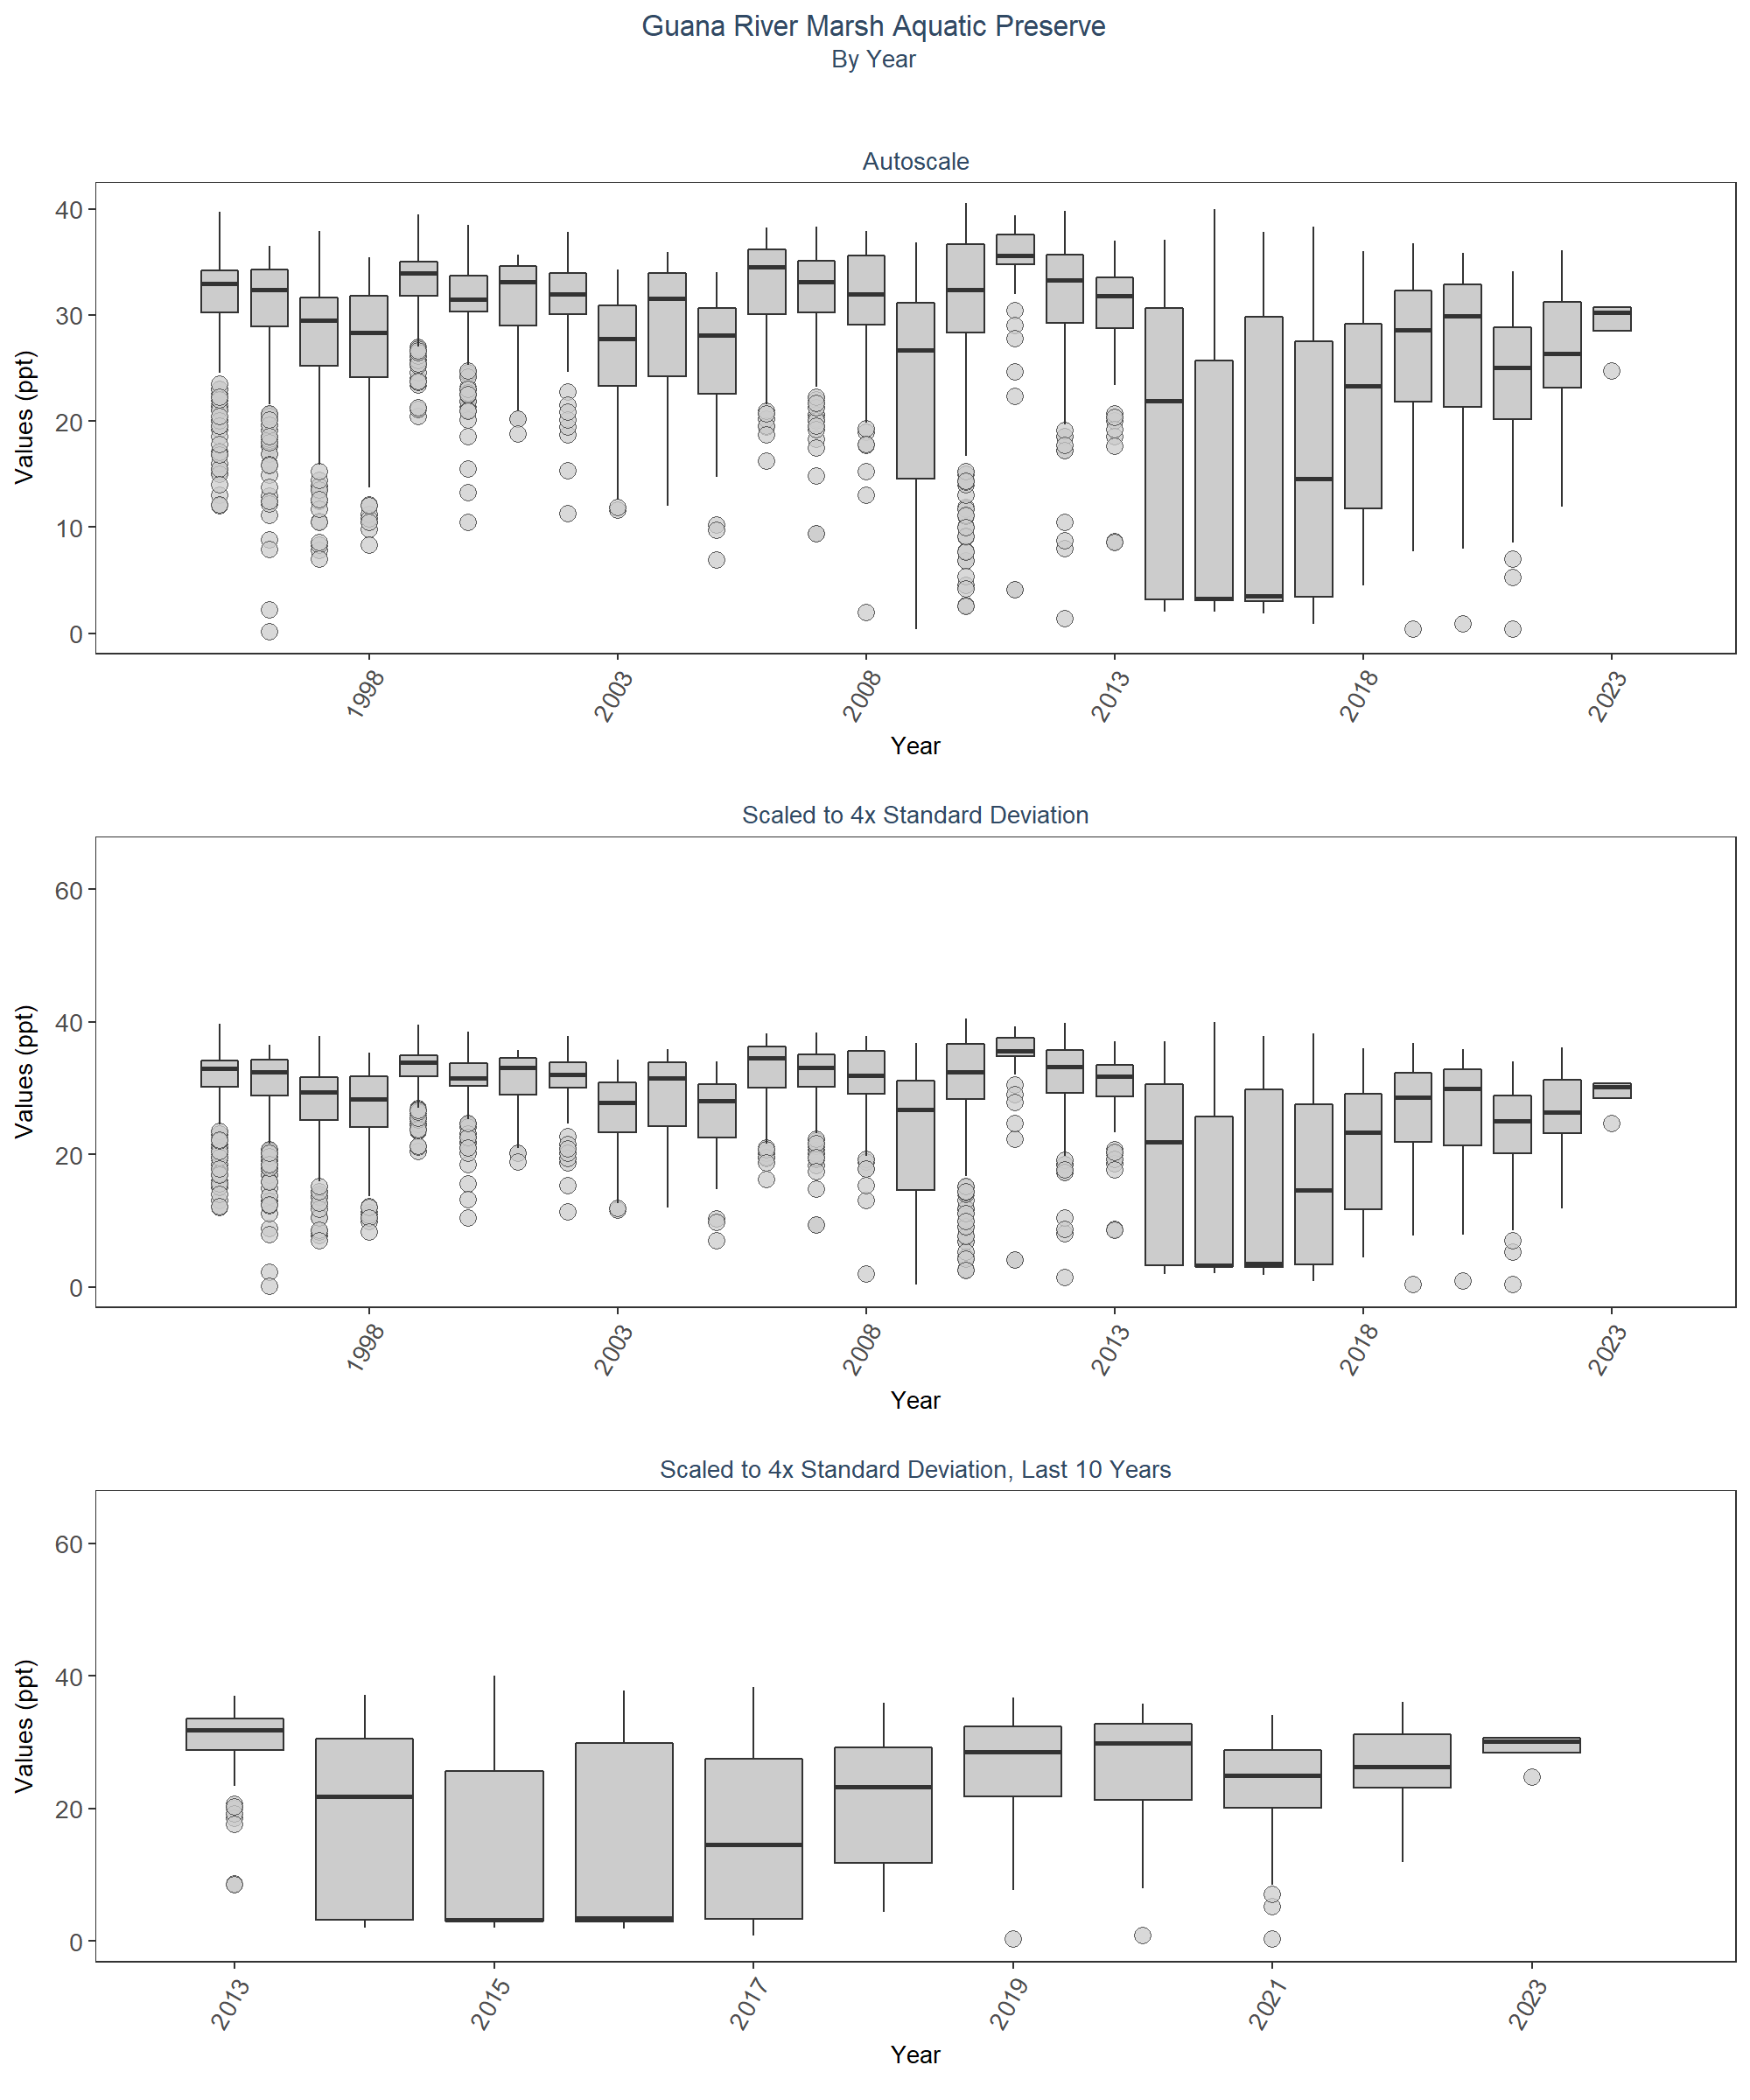 Guana River Marsh Aquatic Preserve
By Year
Autoscale
Values (ppt)
40
30
20
10
0
1998 2003 2008 2013 2018 2023
Year
Scaled to 4x Standard Deviation
Values (ppt)
60
40
20
0
1998 2003 2008 2013 2018 2023
Year
Scaled to 4x Standard Deviation, Last 10 Years
Values (ppt)
60
40
20
0
2013 2015 2017 2019 2021 2023
Year